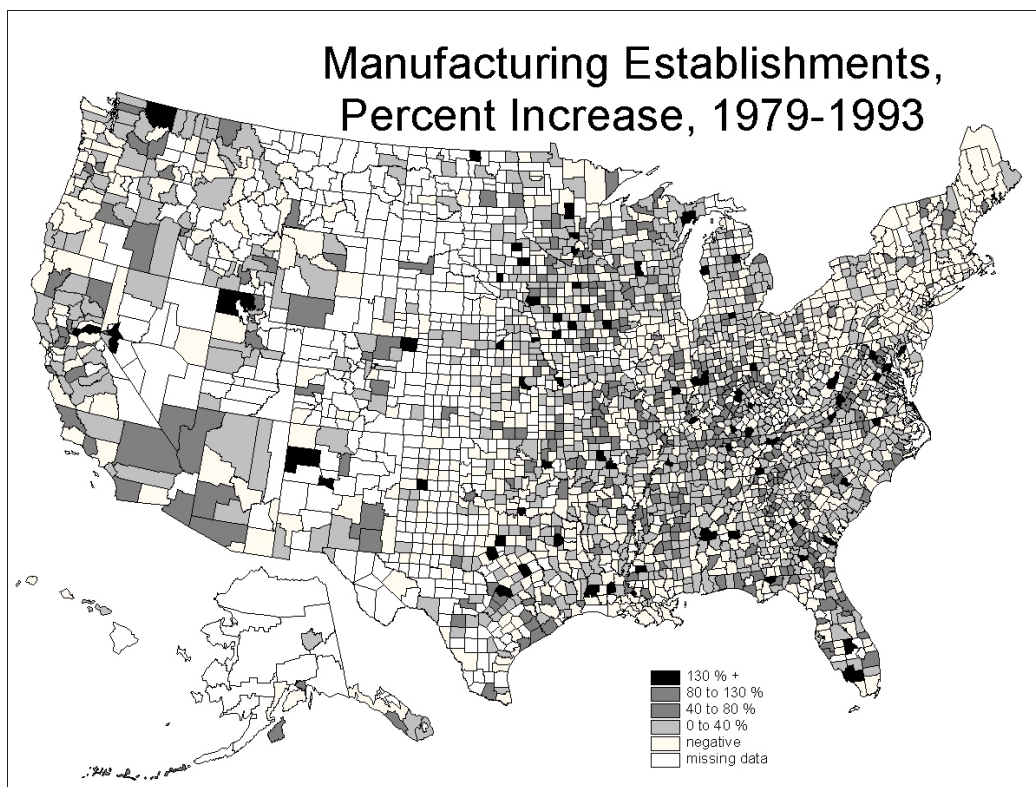 Manufacturing Establishments,
Percent Increase, 1979-1993
130 % +
80 to 130 %
40 to 80 %
0 to 40 %
negative
missing data